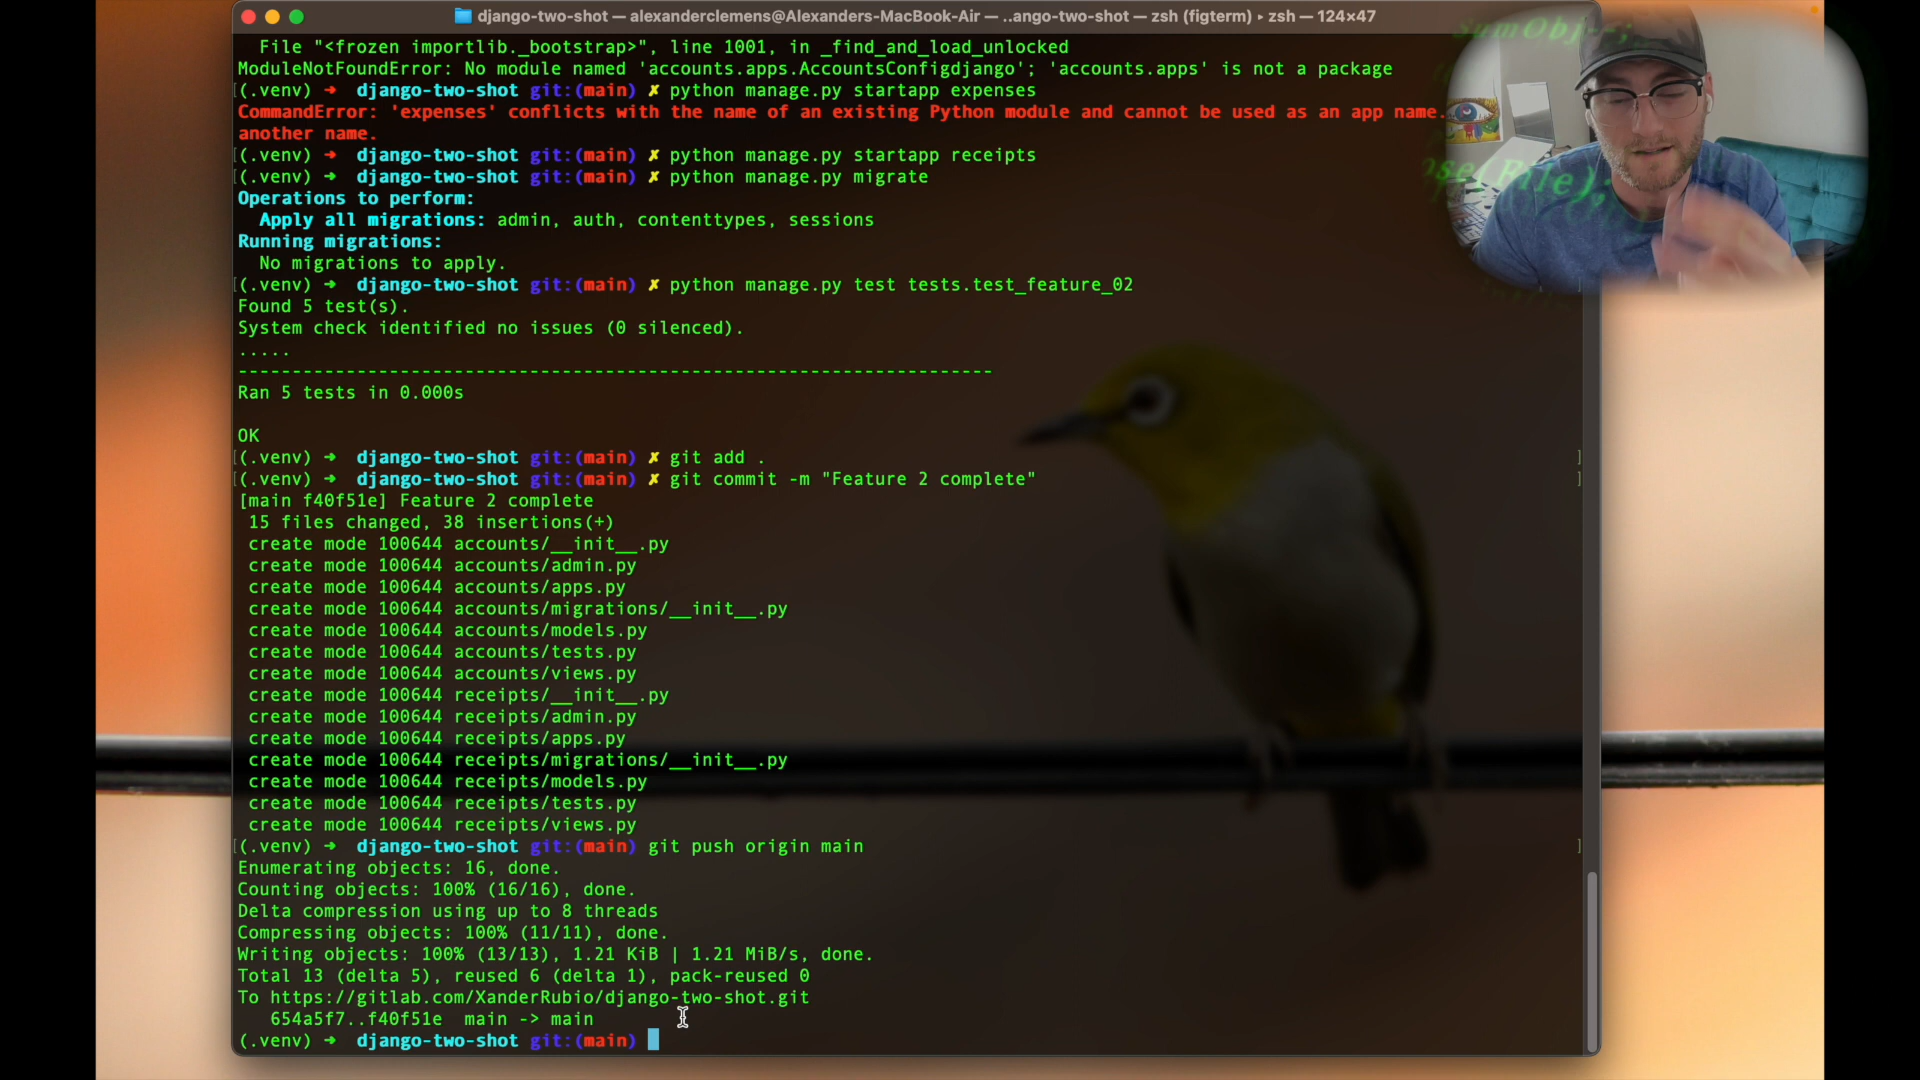 django-two-shot — alexanderclemens@Alexanders-MacBook-Air — ..ango-two-shot — zsh (figterm) ▸ zsh — 124×47
File "<frozen importlib._bootstrap>", line 1001, in _find_and_load_unlocked
ModuleNotFoundError: No module named 'accounts.apps.AccountsConfigdjango'; 'accounts.apps' is not a package
(.venv) → django-two-shot git:(main) ✗ python manage.py startapp expenses
CommandError: 'expenses' conflicts with the name of an existing Python module and cannot be used as an app name.
another name.
(.venv) → django-two-shot git:(main) ✗ python manage.py startapp receipts
(.venv) → django-two-shot git:(main) ✗ python manage.py migrate
Operations to perform:
Apply all migrations: admin, auth, contenttypes, sessions
Running migrations:
No migrations to apply.
(.venv) → django-two-shot git:(main) ✗ python manage.py test tests.test_feature_02
Found 5 test(s).
System check identified no issues (0 silenced).
.....
----------------------------------------------------------------------
Ran 5 tests in 0.000s
OK
(.venv) → django-two-shot git:(main) ✗ git add .
(.venv) → django-two-shot git:(main) ✗ git commit -m "Feature 2 complete"
[main f40f51e] Feature 2 complete
15 files changed, 38 insertions(+)
create mode 100644 accounts/__init__.py
create mode 100644 accounts/admin.py
create mode 100644 accounts/apps.py
create mode 100644 accounts/migrations/__init__.py
create mode 100644 accounts/models.py
create mode 100644 accounts/tests.py
create mode 100644 accounts/views.py
create mode 100644 receipts/__init__.py
create mode 100644 receipts/admin.py
create mode 100644 receipts/apps.py
create mode 100644 receipts/migrations/__init__.py
create mode 100644 receipts/models.py
create mode 100644 receipts/tests.py
create mode 100644 receipts/views.py
(.venv) → django-two-shot git:(main) git push origin main
Enumerating objects: 16, done.
Counting objects: 100% (16/16), done.
Delta compression using up to 8 threads
Compressing objects: 100% (11/11), done.
Writing objects: 100% (13/13), 1.21 KiB | 1.21 MiB/s, done.
Total 13 (delta 5), reused 6 (delta 1), pack-reused 0
To https://gitlab.com/XanderRubio/django-two-shot.git
654a5f7..f40f51e main -> main
(.venv) → django-two-shot git:(main)